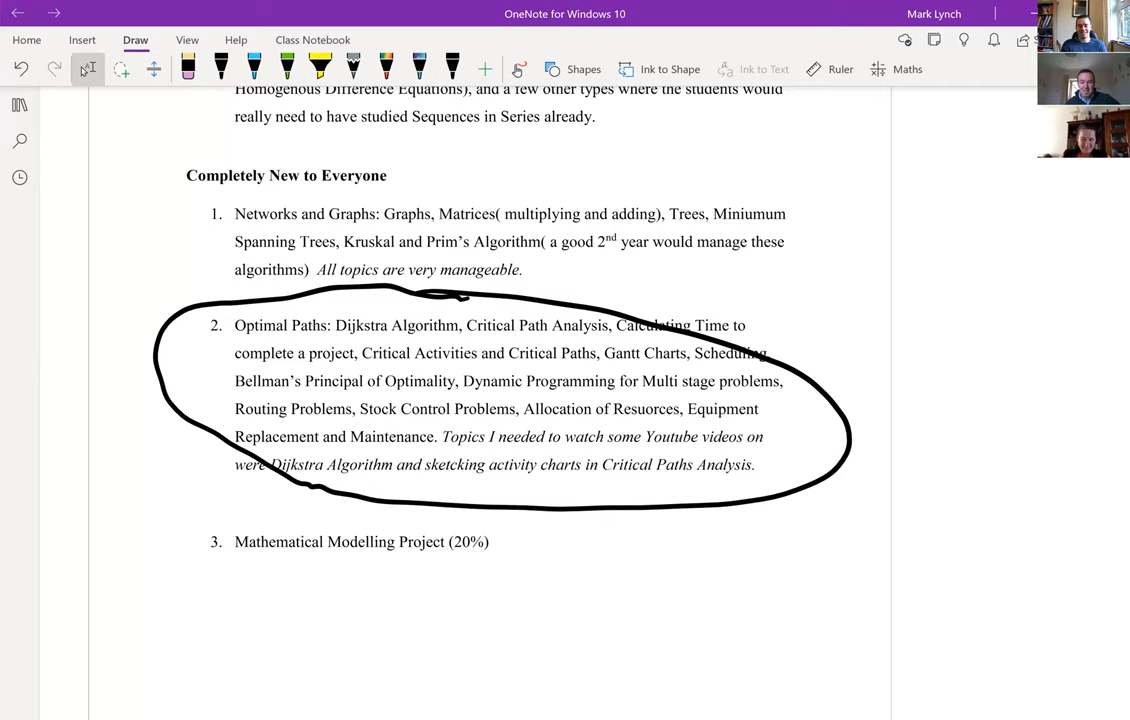 OneNote for Windows 10
Mark Lynch
Home Insert Draw View Help Class Notebook
Shapes Ink to Shape Ink to Text Ruler Maths
Homogenous Difference Equations), and a few other types where the students would
really need to have studied Sequences in Series already.
Completely New to Everyone
1. Networks and Graphs: Graphs, Matrices( multiplying and adding), Trees, Miniumum
Spanning Trees, Kruskal and Prim's Algorithm( a good 2nd year would manage these
algorithms) All topics are very manageable.
2. Optimal Paths: Dijkstra Algorithm, Critical Path Analysis, Calculating Time to
complete a project, Critical Activities and Critical Paths, Gantt Charts, Scheduling,
Bellman's Principal of Optimality, Dynamic Programming for Multi stage problems,
Routing Problems, Stock Control Problems, Allocation of Resuorces, Equipment
Replacement and Maintenance. Topics I needed to watch some Youtube videos on
were Dijkstra Algorithm and sketcking activity charts in Critical Paths Analysis.
3. Mathematical Modelling Project (20%)